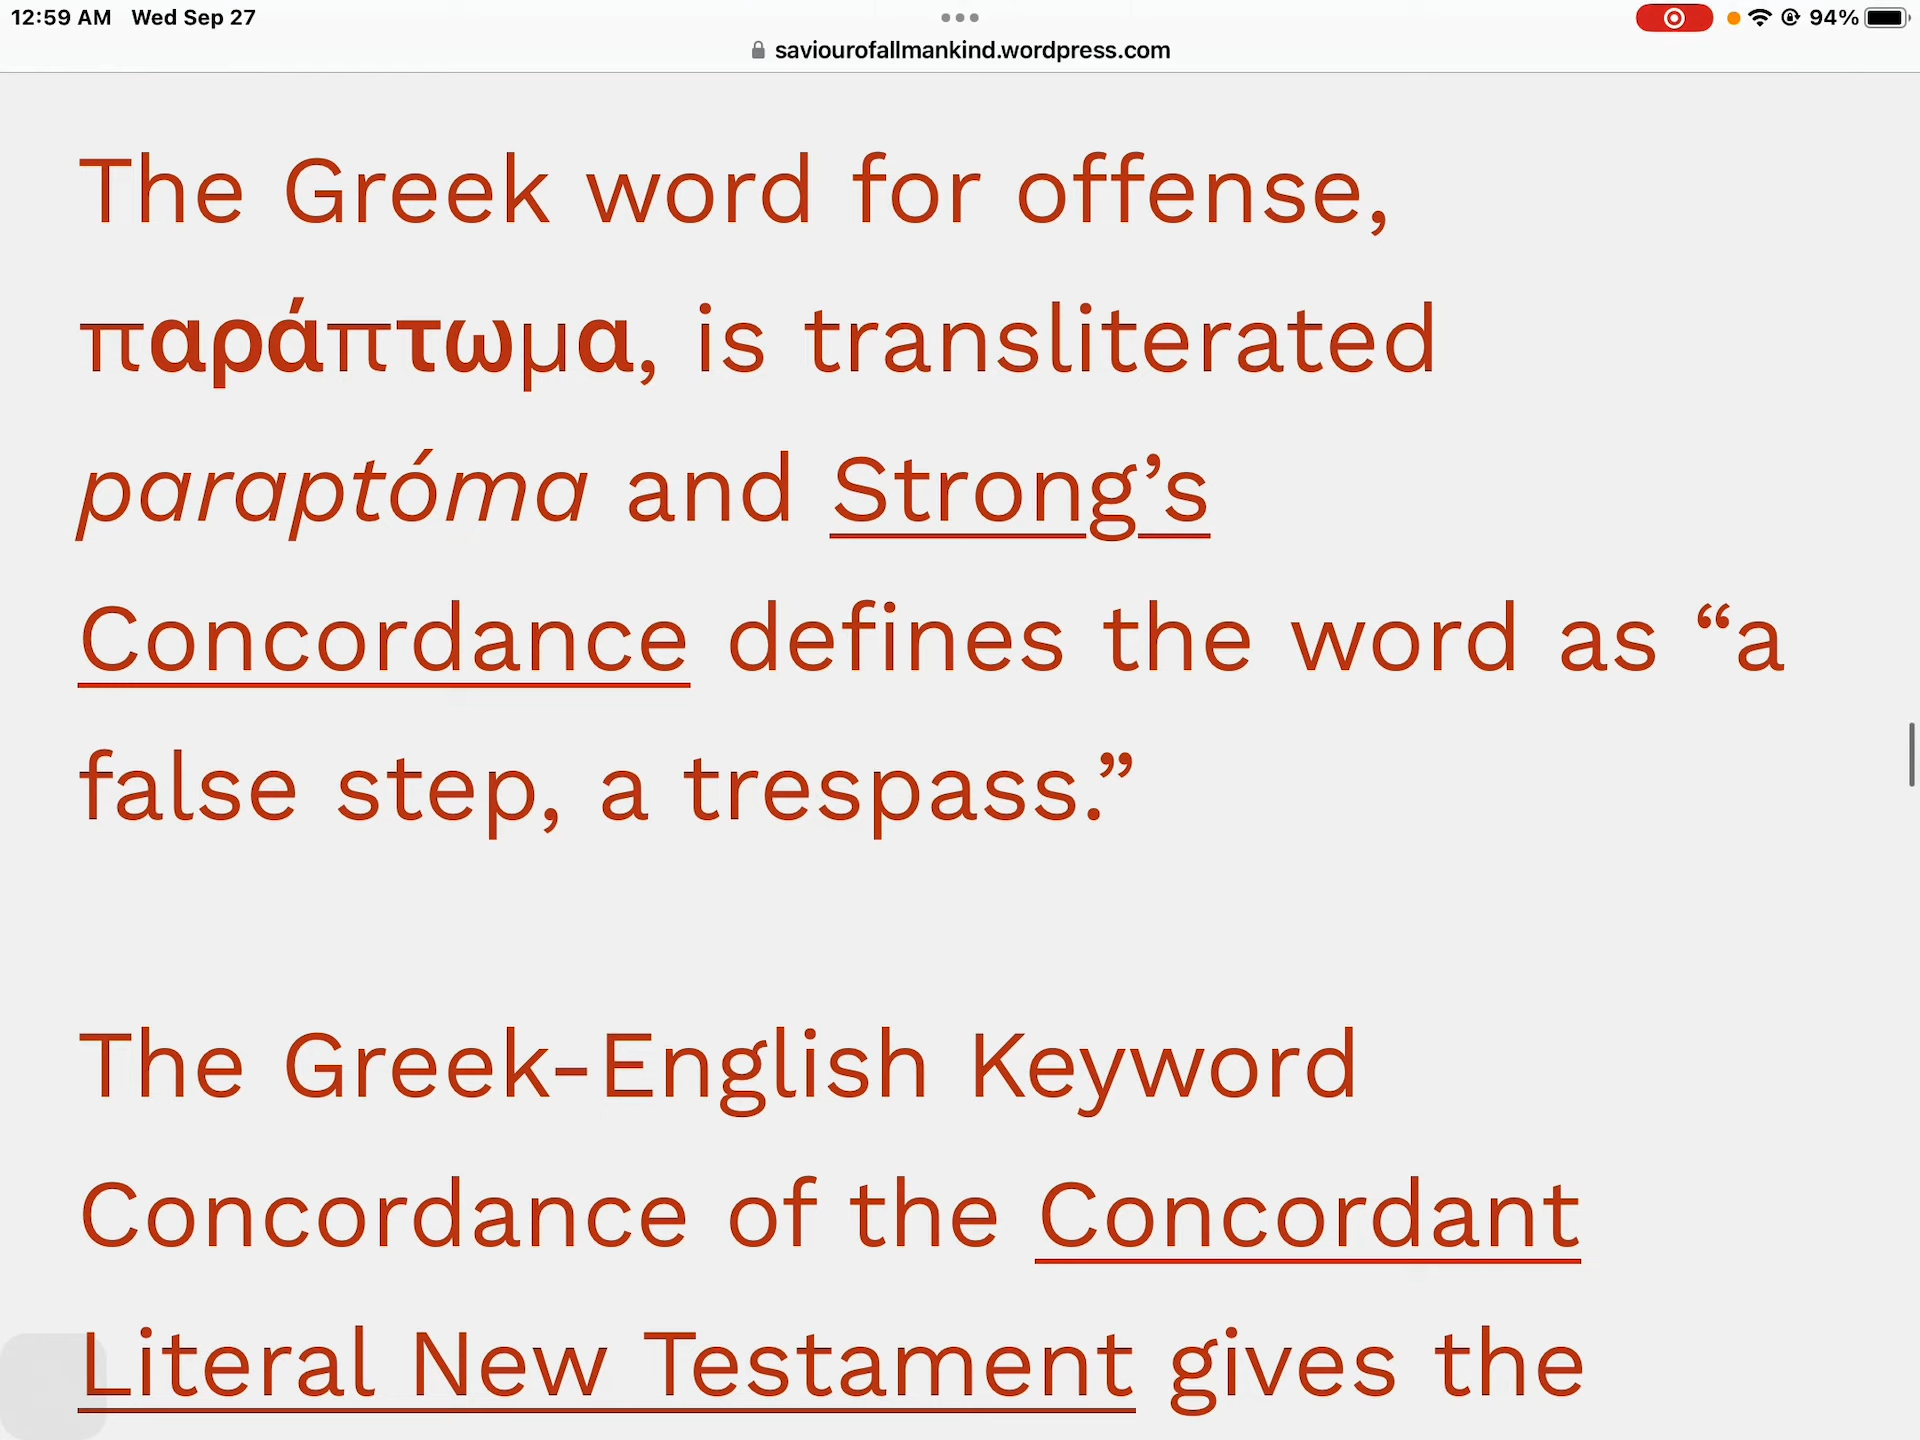 12:59 AM Wed Sep 27
94%
saviourofallmankind.wordpress.com
The Greek word for offense,
παράπτωμα, is transliterated
paraptóma and Strong’s
Concordance defines the word as “a
false step, a trespass.”
The Greek-English Keyword
Concordance of the Concordant
Literal New Testament gives the